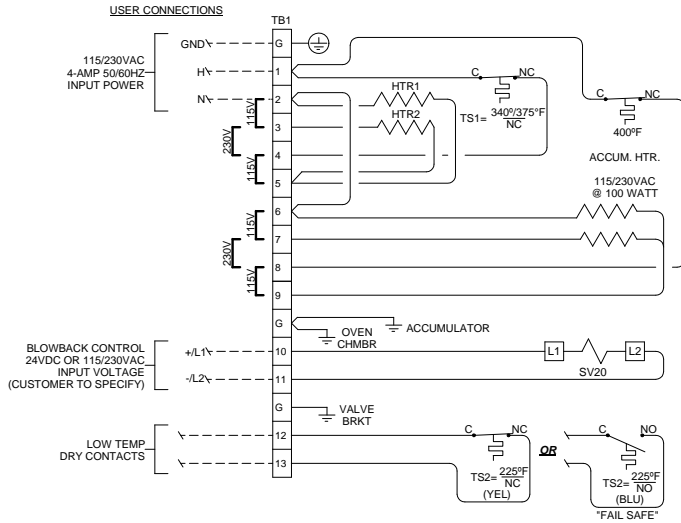 USER CONNECTIONS
TB1
GND
G
115/230VAC
4-AMP 50/60HZ
INPUT POWER
H
1
N
2
115V
3
230V
115V
4
5
HTR1
HTR2
C
NC
TS1= 340º/375°F
NC
C
NC
400ºF
ACCUM. HTR.
115/230VAC
@ 100 WATT
6
115V
7
230V
115V
8
9
G
OVEN
CHMBR
ACCUMULATOR
BLOWBACK CONTROL
24VDC OR 115/230VAC
INPUT VOLTAGE
(CUSTOMER TO SPECIFY)
+/L1
10
-/L2
11
L1
L2
SV20
G
VALVE
BRKT
LOW TEMP
DRY CONTACTS
12
13
C
NC
TS2= 225ºF
NC
(YEL)
OR
C
NO
TS2= 225ºF
NO
(BLU)
"FAIL SAFE"